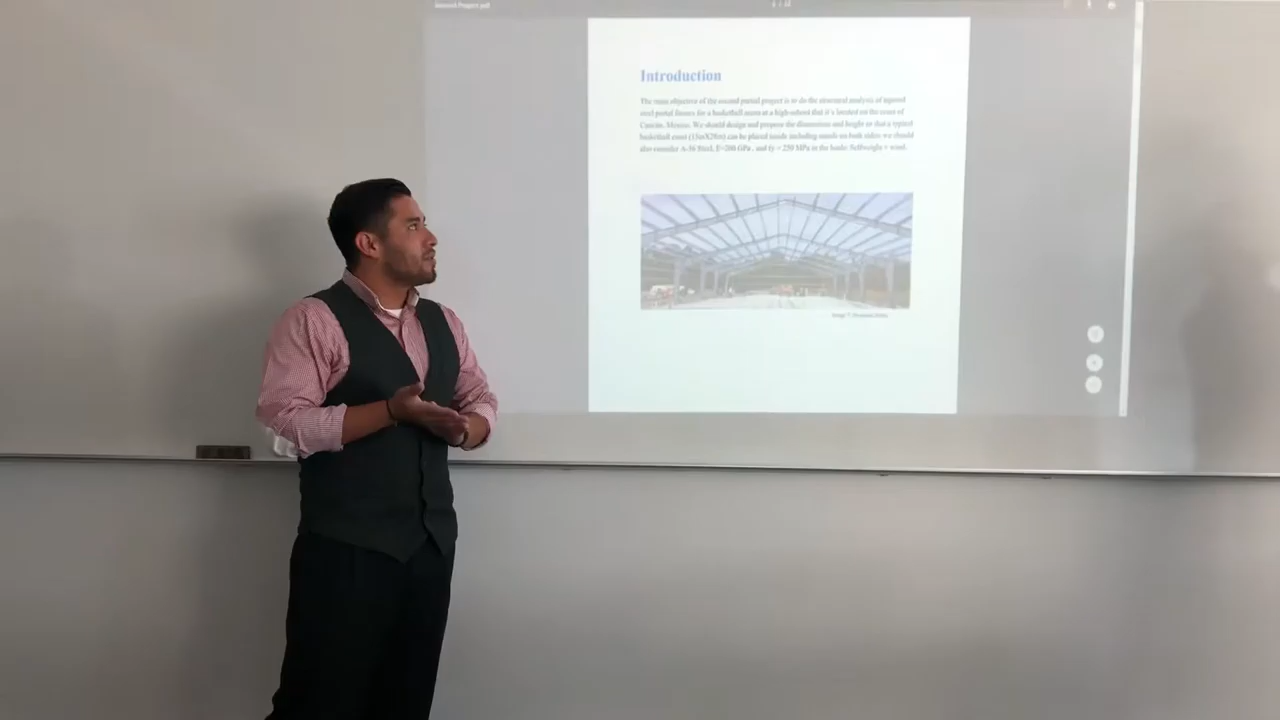 Project.pdf
Introduction
The main objective of the second partial project is to do the structural analysis of tapered
steel portal frames for a basketball arena at a high-school that it's located on the coast of
Cancún, Mexico. We should design and propose the dimensions and height so that a typical
basketball court (15mX28m) can be placed inside including stands on both sides; we should
also consider A-36 Steel, E=200 GPa, and fy = 250 MPa in the loads: Selfweight + wind.